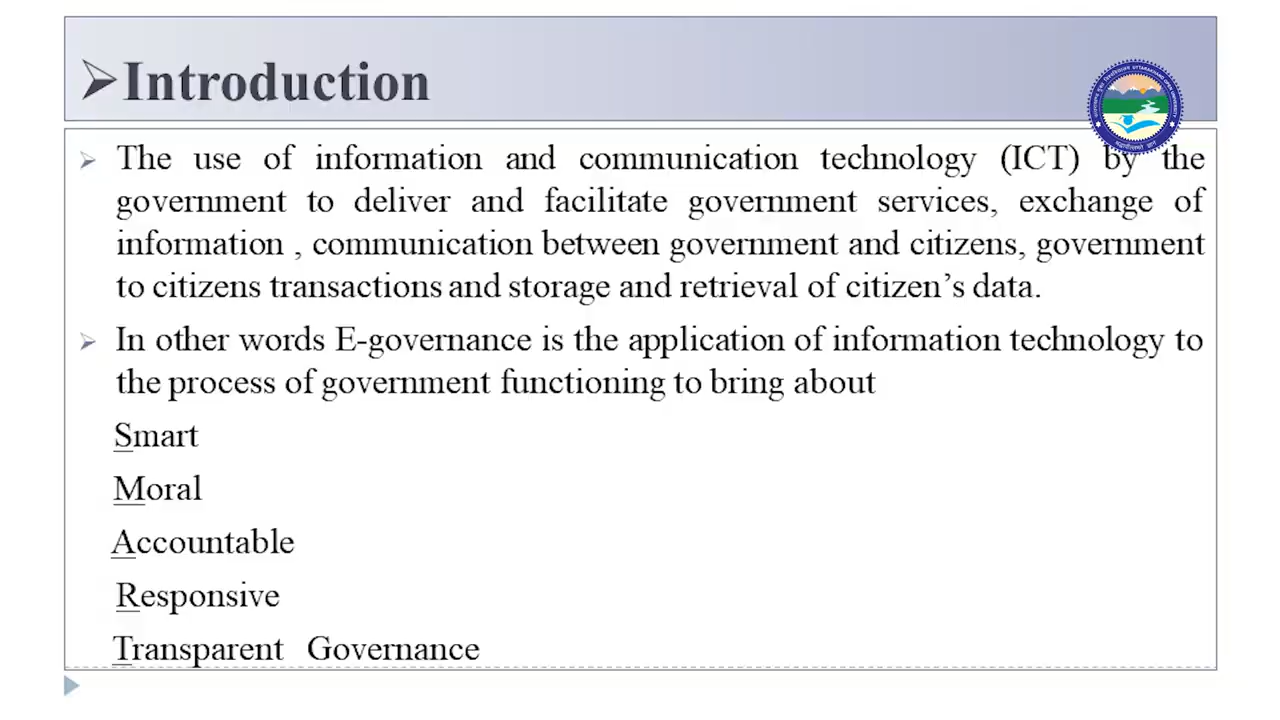 Introduction
The use of information and communication technology (ICT) by the
government to deliver and facilitate government services, exchange of
information , communication between government and citizens, government
to citizens transactions and storage and retrieval of citizen’s data.
In other words E-governance is the application of information technology to
the process of government functioning to bring about
Smart
Moral
Accountable
Responsive
Transparent Governance